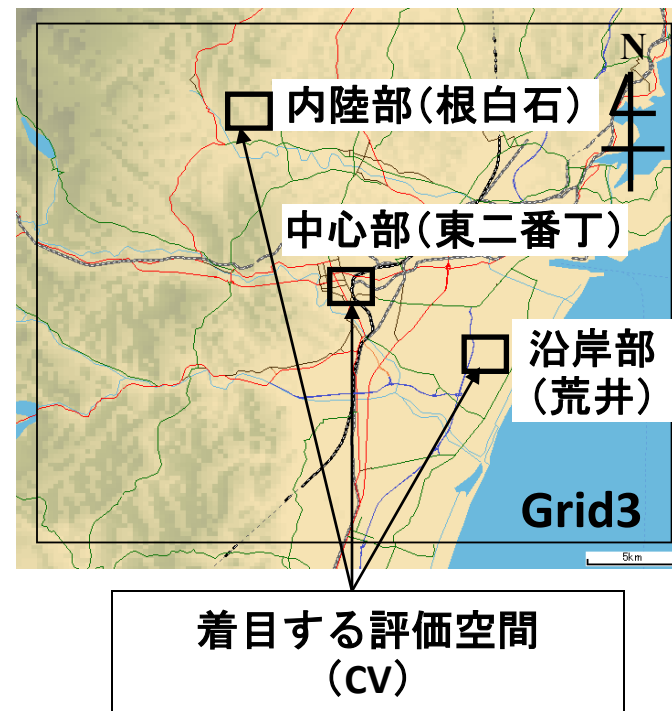 N
内陸部(根白石)
中心部(東二番丁)
沿岸部
(荒井)
Grid3
5km
着目する評価空間
(CV)